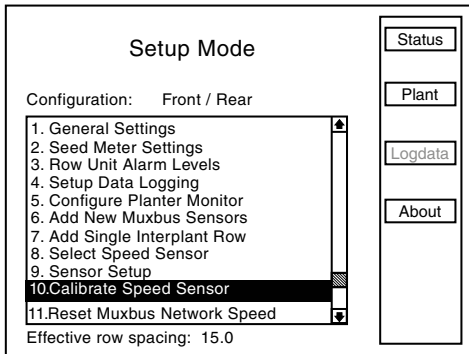 Setup Mode
Configuration: Front / Rear
1. General Settings
2. Seed Meter Settings
3. Row Unit Alarm Levels
4. Setup Data Logging
5. Configure Planter Monitor
6. Add New Muxbus Sensors
7. Add Single Interplant Row
8. Select Speed Sensor
9. Sensor Setup
10.Calibrate Speed Sensor
11.Reset Muxbus Network Speed
Effective row spacing: 15.0
Status
Plant
Logdata
About